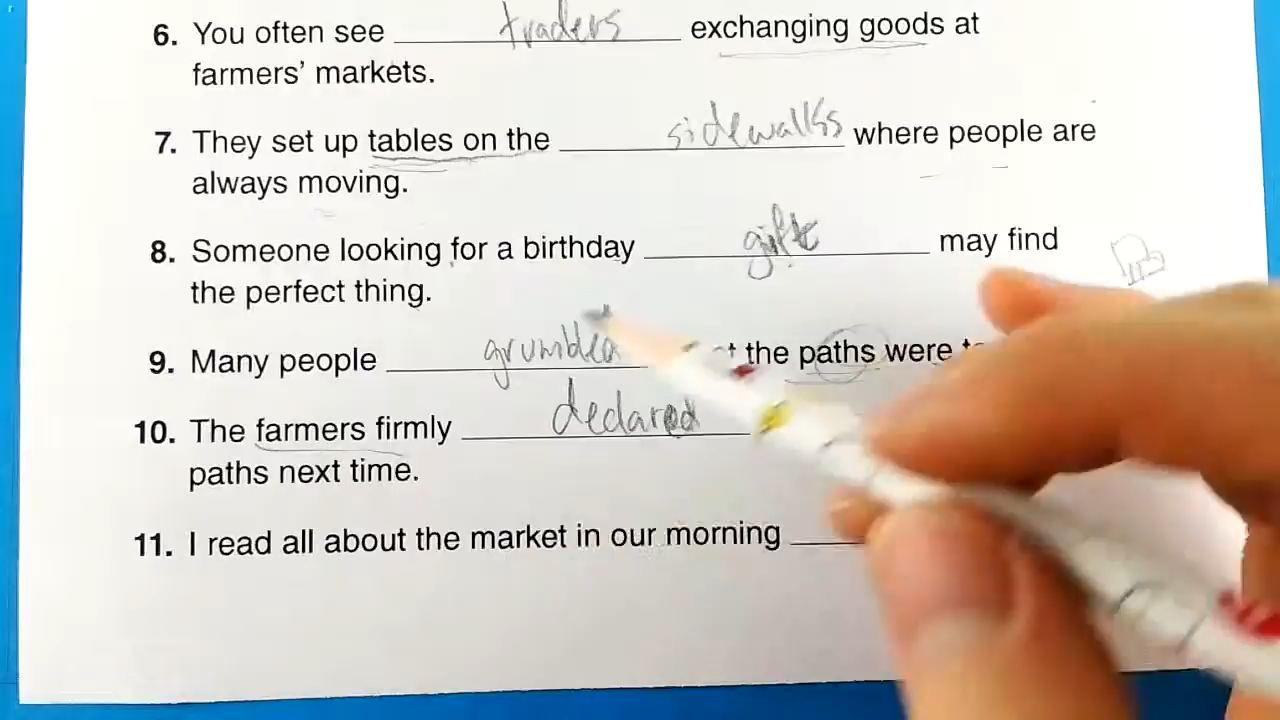 6. You often see traders exchanging goods at
farmers' markets.
7. They set up tables on the sidewalks where people are
always moving.
8. Someone looking for a birthday gift may find
the perfect thing.
9. Many people grumbled the paths were
10. The farmers firmly declared
paths next time.
11. I read all about the market in our morning